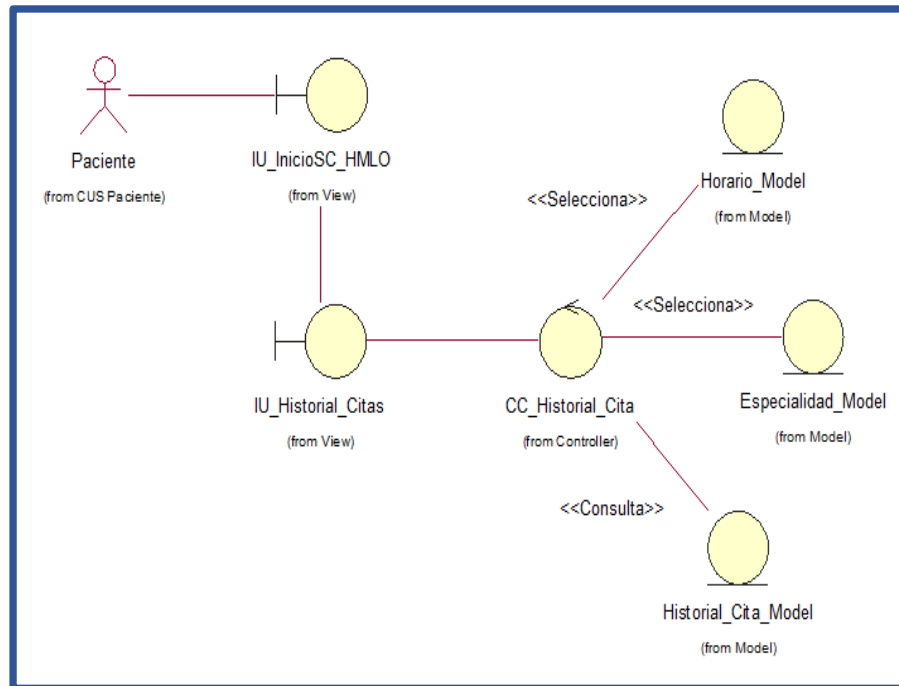 Paciente
(from CUS Paciente)
IU_InicioSC_HMLO
(from View)
Horario_Model
(from Model)
<<Selecciona>>
<<Selecciona>>
IU_Historial_Citas
(from View)
CC_Historial_Cita
(from Controller)
Especialidad_Model
(from Model)
<<Consulta>>
Historial_Cita_Model
(from Model)